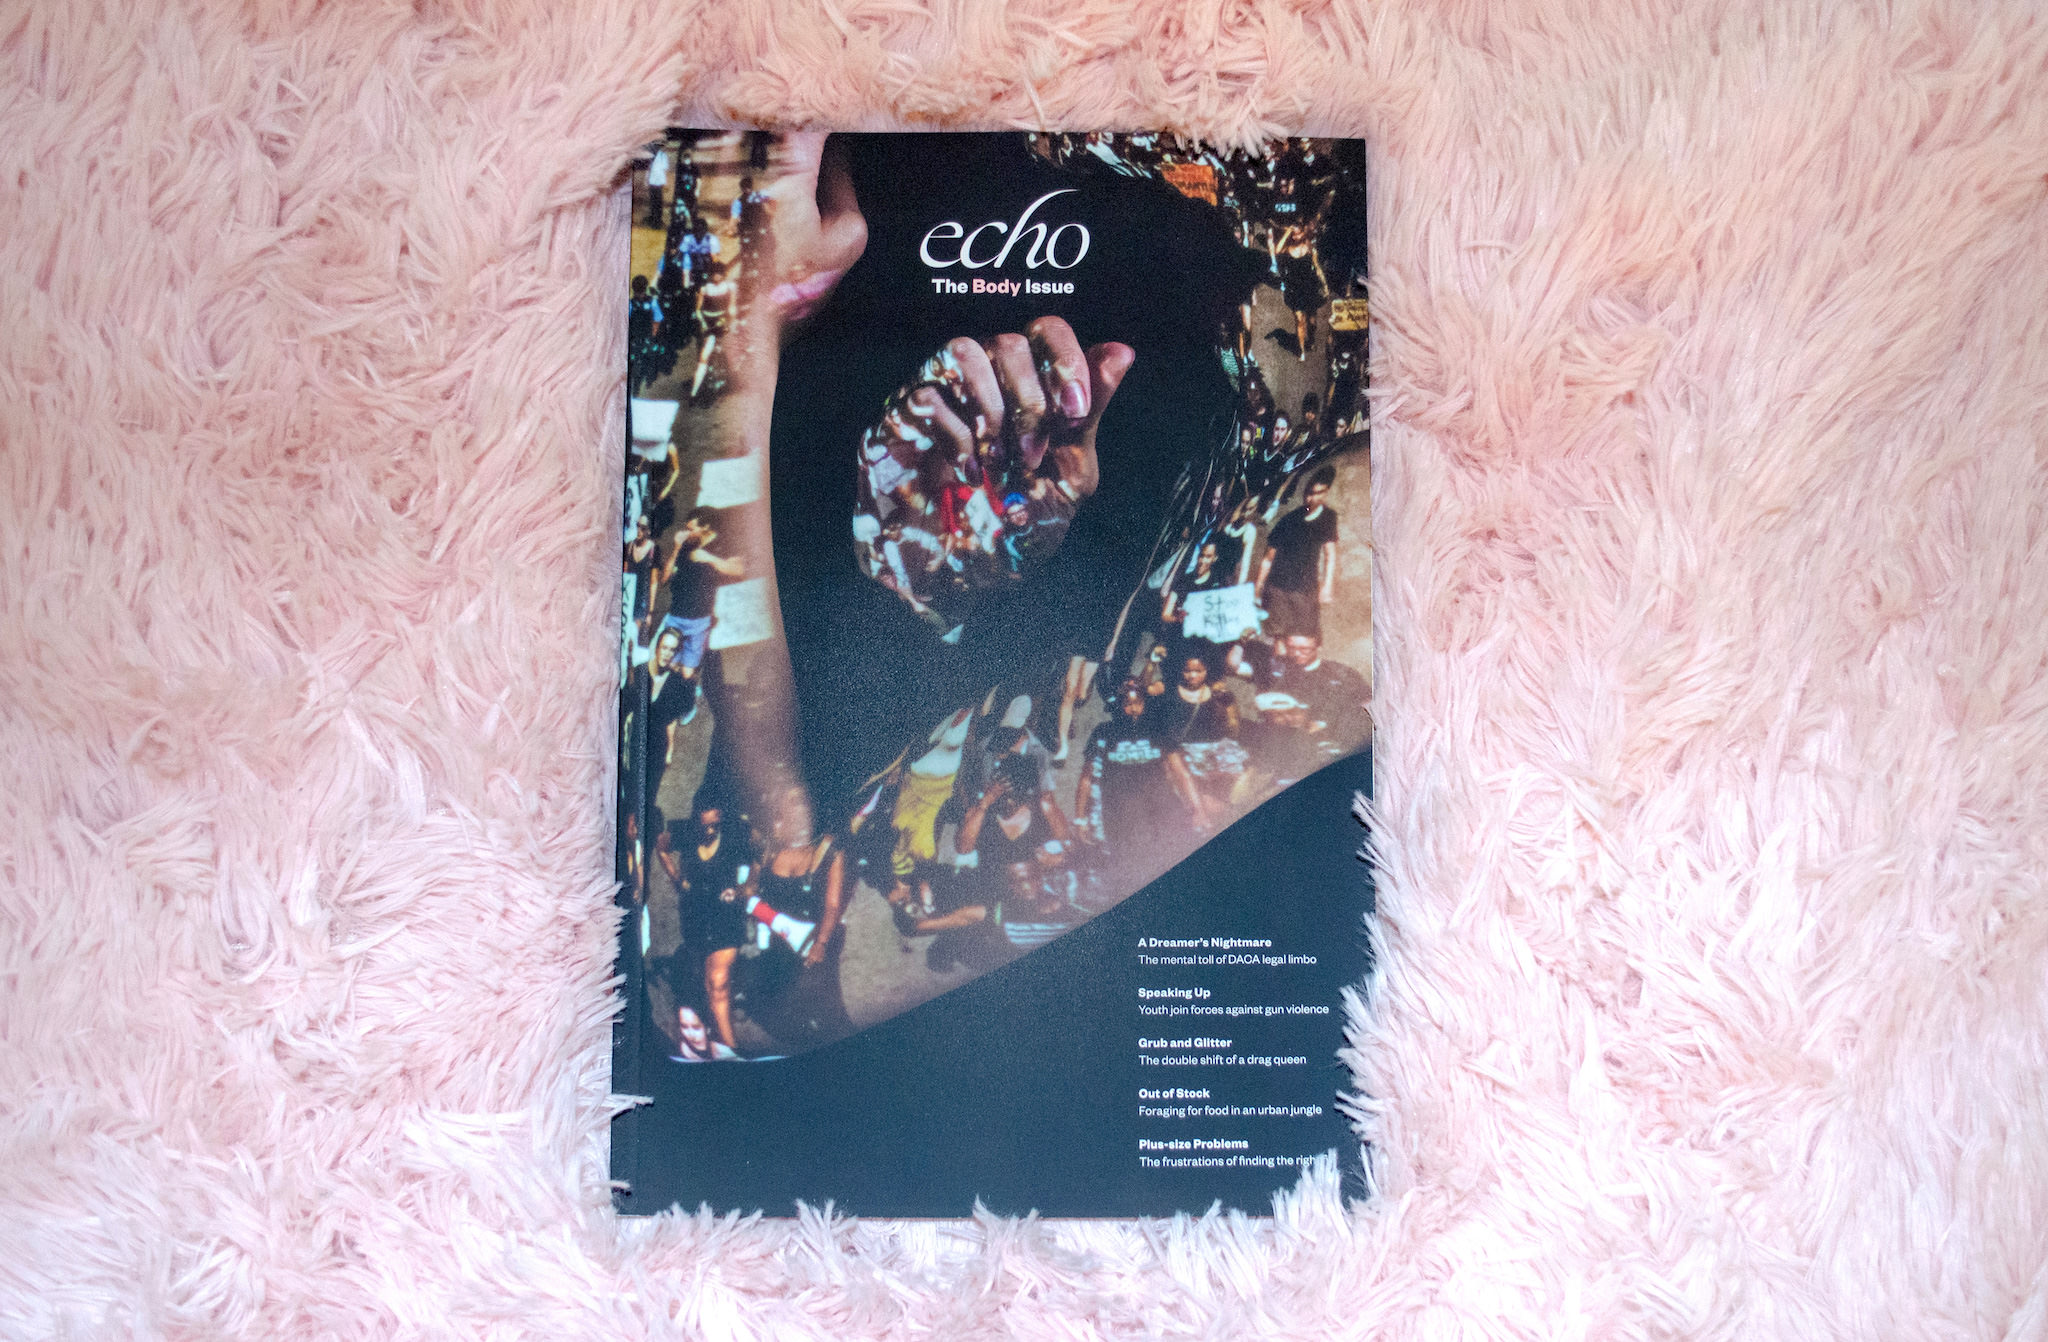 echo
The Body Issue
A Dreamer's Nightmare
The mental toll of DACA legal limbo
Speaking Up
Youth join forces against gun violence
Grub and Glitter
The double shift of a drag queen
Out of Stock
Foraging for food in an urban jungle
Plus-size Problems
The frustrations of finding the